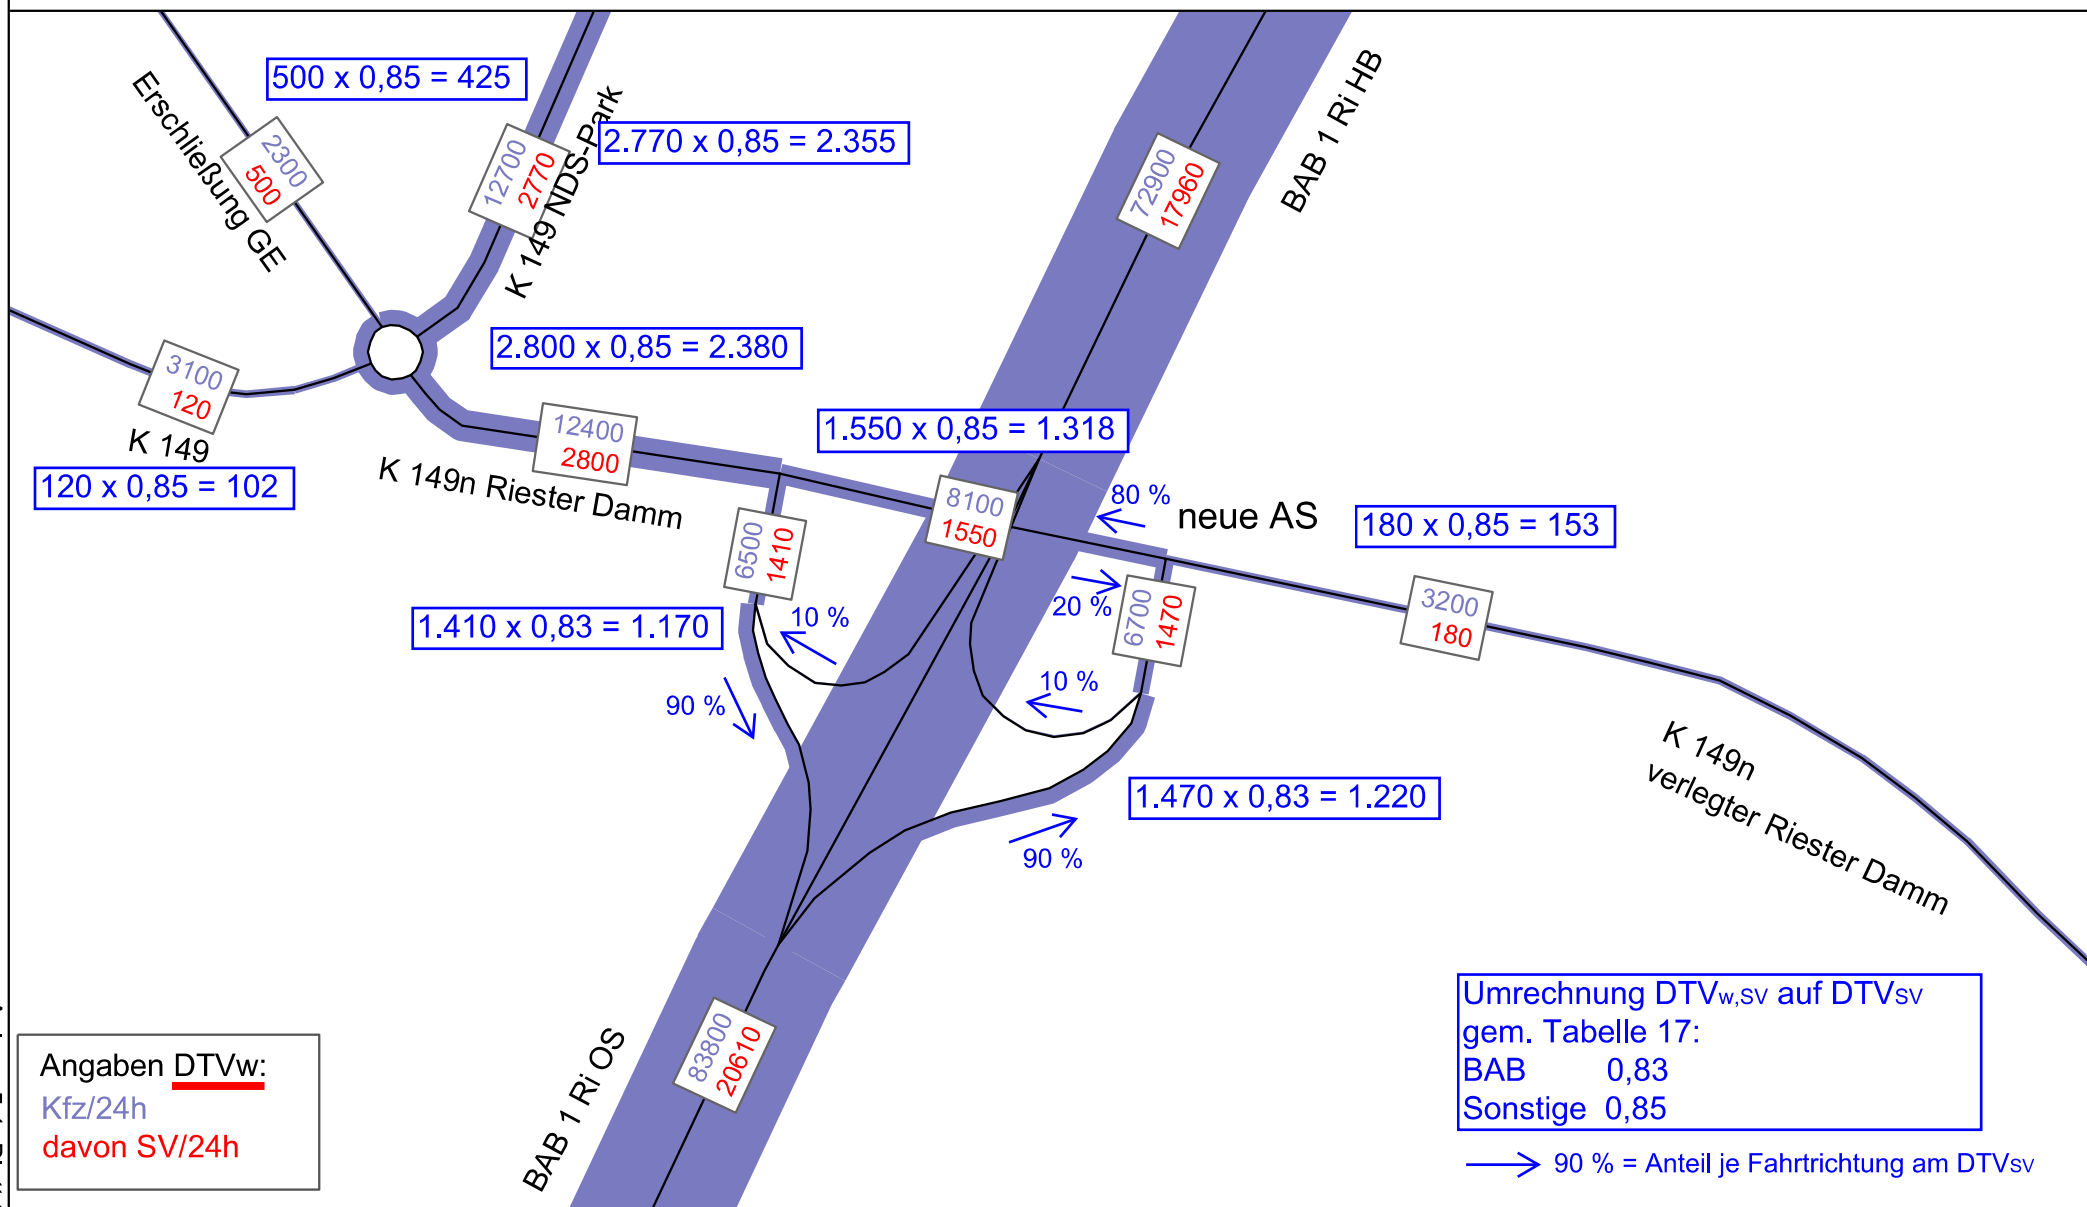 500 x 0,85 = 425
Erschließung GE
2300
500
12700
2770
K 149 NDS-Park
2.770 x 0,85 = 2.355
BAB 1 Ri HB
72900
17960
3100
120
K 149
120 x 0,85 = 102
2.800 x 0,85 = 2.380
12400
2800
K 149n Riester Damm
1.550 x 0,85 = 1.318
8100
1550
80 %
neue AS
180 x 0,85 = 153
20 %
6500
1410
1.410 x 0,83 = 1.170
10 %
90 %
6700
1470
10 %
3200
180
K 149n
verlegter Riester Damm
1.470 x 0,83 = 1.220
90 %
83800
20610
BAB 1 Ri OS
Angaben DTVw:
Kfz/24h
davon SV/24h
Umrechnung DTVw,SV auf DTVSV
gem. Tabelle 17:
BAB 0,83
Sonstige 0,85
90 % = Anteil je Fahrtrichtung am DTVSV